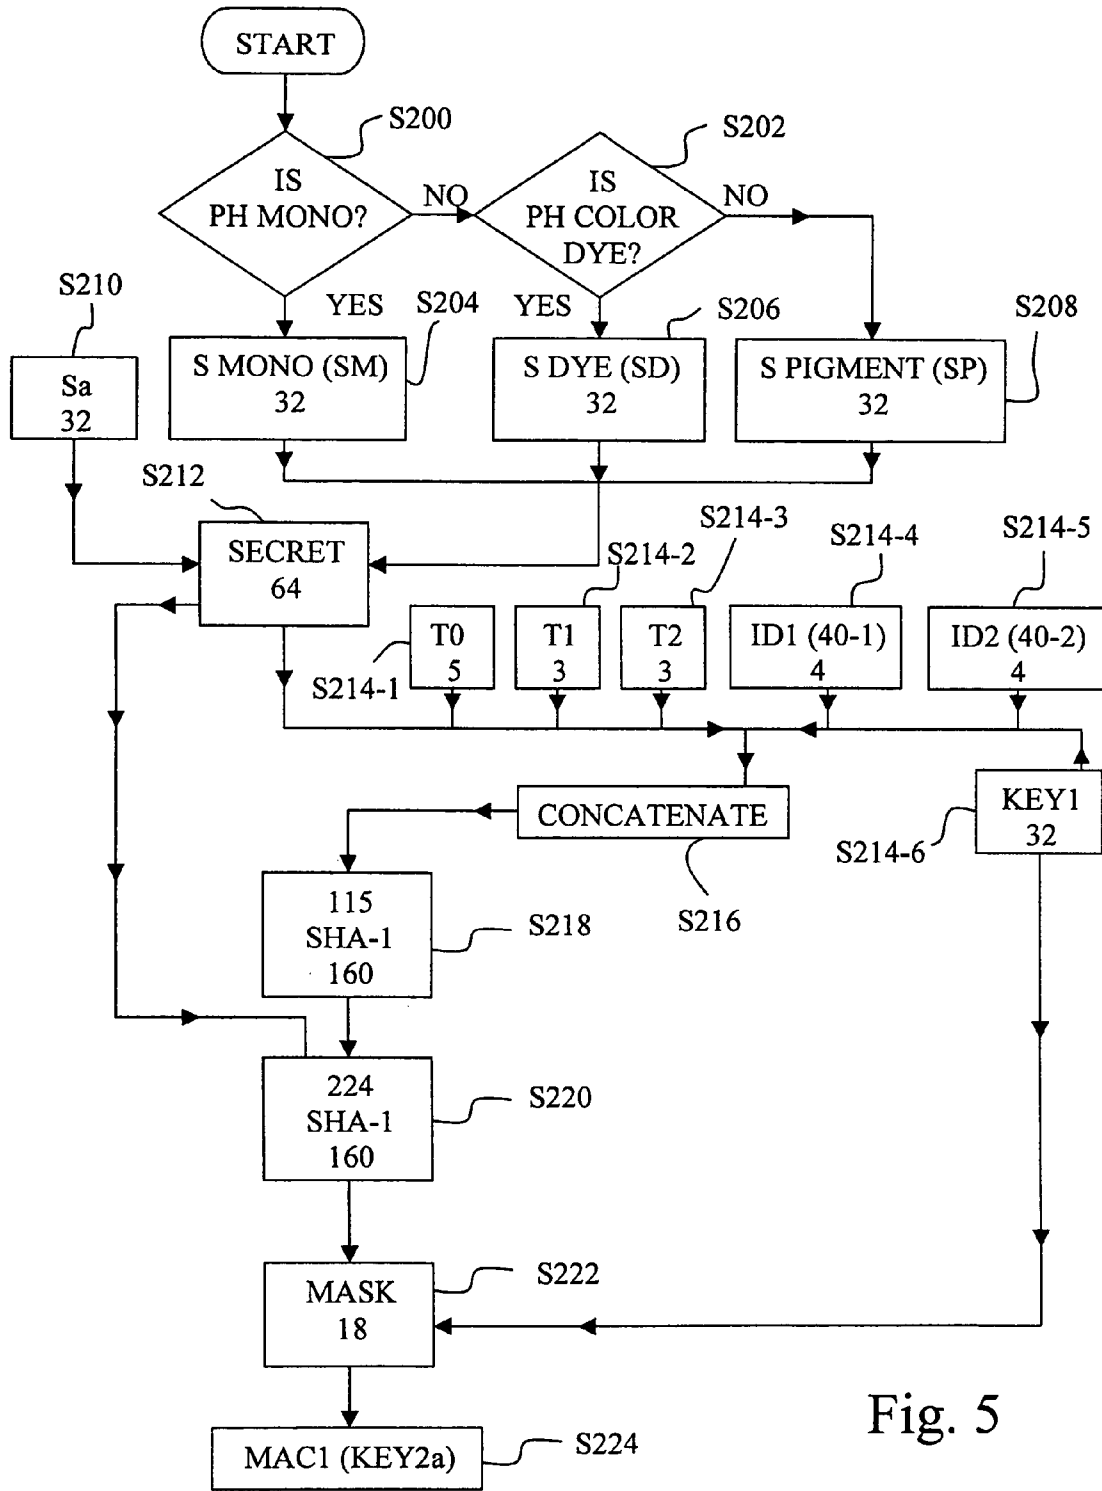 START
S200
S202
IS
PH MONO?
NO
IS
PH COLOR
DYE?
NO
S210
YES
S204
YES
S206
S208
Sa
32
S MONO (SM)
32
S DYE (SD)
32
S PIGMENT (SP)
32
S212
SECRET
64
S214-1
S214-2
S214-3
S214-4
S214-5
T0
5
T1
3
T2
3
ID1 (40-1)
4
ID2 (40-2)
4
CONCATENATE
S216
KEY1
32
S214-6
115
SHA-1
160
S218
224
SHA-1
160
S220
MASK
18
S222
MAC1 (KEY2a)
S224
Fig. 5